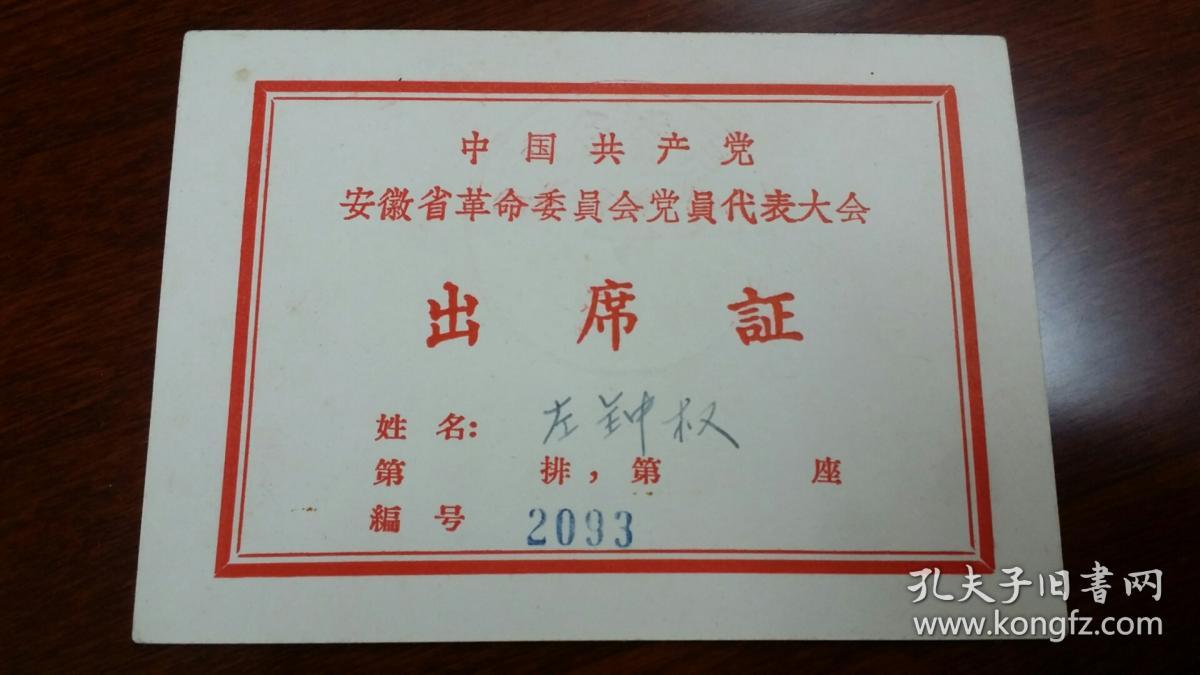 中国共产党
安徽省革命委員会党員代表大会
出席証
姓名: 左钟权
第 排,第 座
編号 2093
孔夫子旧書网
www.kongfz.com